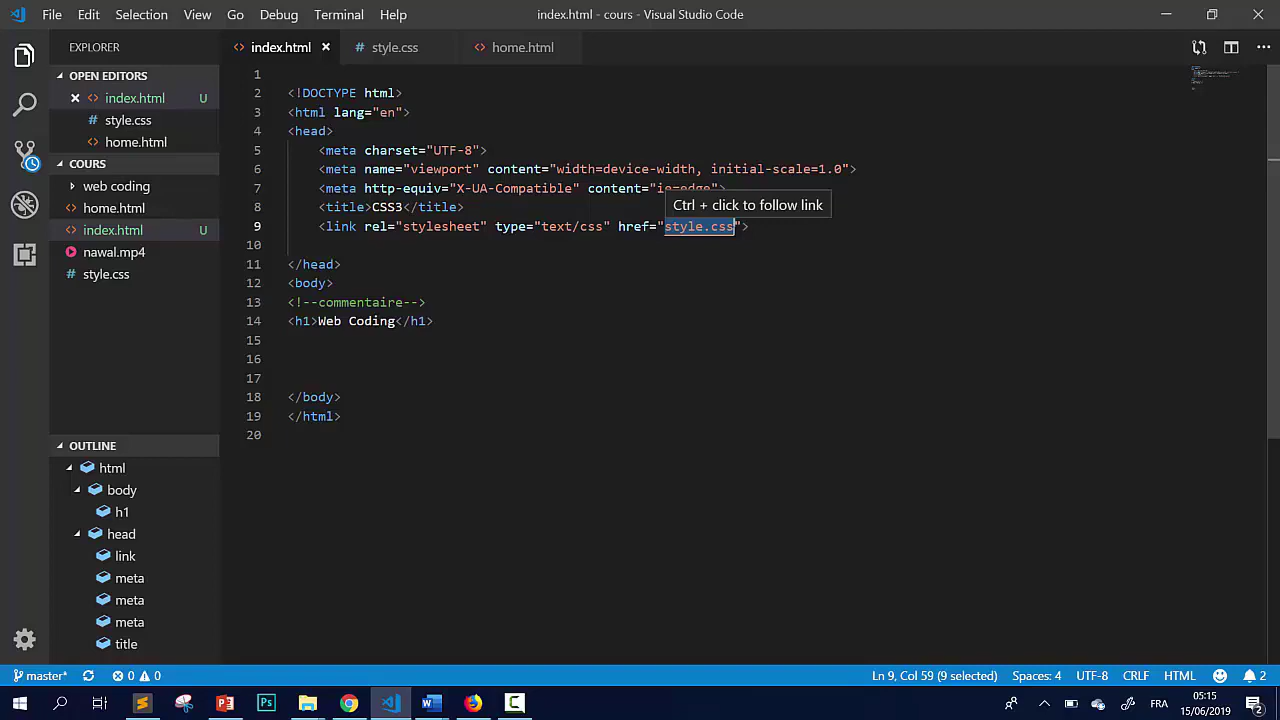 File Edit Selection View Go Debug Terminal Help
index.html - cours - Visual Studio Code
EXPLORER
OPEN EDITORS
index.html U
style.css
home.html
COURS
web coding
home.html
index.html U
nawal.mp4
style.css
OUTLINE
html
body
h1
head
link
meta
meta
meta
title
index.html
style.css
home.html
1
2 <!DOCTYPE html>
3 <html lang="en">
4 <head>
5 <meta charset="UTF-8">
6 <meta name="viewport" content="width=device-width, initial-scale=1.0">
7 <meta http-equiv="X-UA-Compatible" content="ie=edge">
8 <title>CSS3</title>
Ctrl + click to follow link
9 <link rel="stylesheet" type="text/css" href="style.css">
10
11 </head>
12 <body>
13 <!--commentaire-->
14 <h1>Web Coding</h1>
15
16
17
18 </body>
19 </html>
20
master* 0 0
Ln 9, Col 59 (9 selected) Spaces: 4 UTF-8 CRLF HTML 2
Ps
FRA
05:15
15/06/2019
2